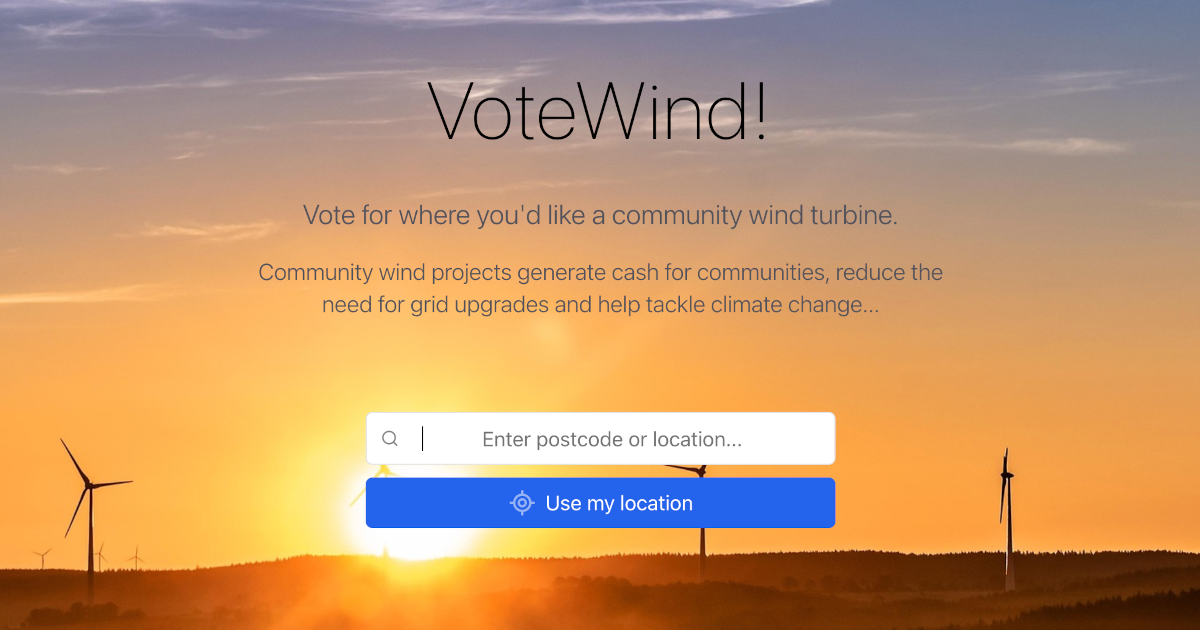 VoteWind!
Vote for where you'd like a community wind turbine.
Community wind projects generate cash for communities, reduce the
need for grid upgrades and help tackle climate change...
Enter postcode or location...
Use my location